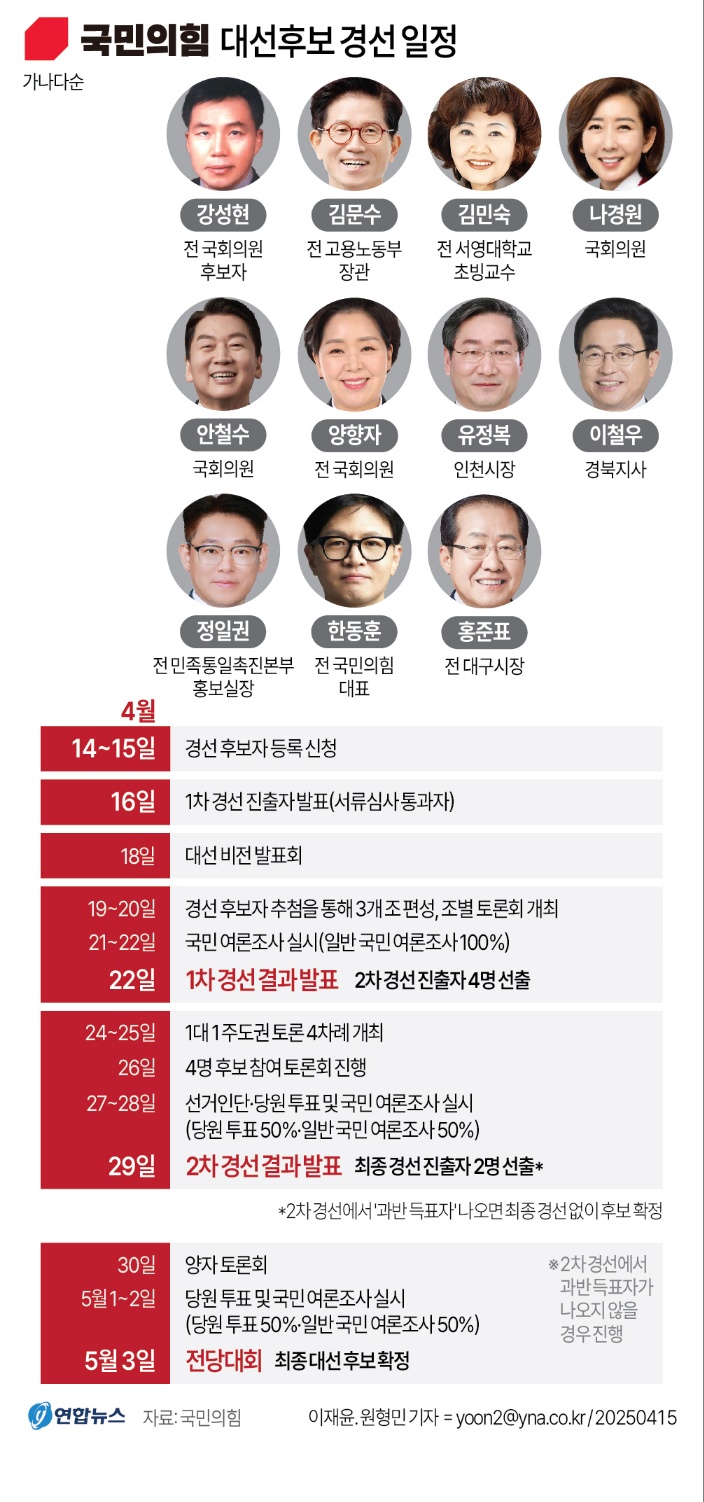 국민의힘 대선후보 경선 일정
가나다순
강성현
전 국회의원
후보자
김문수
전 고용노동부
장관
김민숙
전 서영대학교
초빙교수
나경원
국회의원
안철수
국회의원
양향자
전 국회의원
유정복
인천시장
이철우
경북지사
정일권
전 민족통일촉진본부
홍보실장
한동훈
전 국민의힘
대표
홍준표
전 대구시장
4월
14~15일 경선 후보자 등록 신청
16일 1차 경선 진출자 발표(서류심사 통과자)
18일 대선 비전 발표회
19~20일 경선 후보자 추첨을 통해 3개 조 편성, 조별 토론회 개최
21~22일 국민 여론조사 실시(일반 국민 여론조사 100%)
22일 1차 경선 결과 발표 2차 경선 진출자 4명 선출
24~25일 1대 1 주도권 토론 4차례 개최
26일 4명 후보 참여 토론회 진행
27~28일 선거인단·당원 투표 및 국민 여론조사 실시
(당원 투표 50%·일반 국민 여론조사 50%)
29일 2차 경선 결과 발표 최종 경선 진출자 2명 선출*
*2차 경선에서 '과반 득표자' 나오면 최종 경선 없이 후보 확정
30일 양자 토론회
5월 1~2일 당원 투표 및 국민 여론조사 실시
(당원 투표 50%·일반 국민 여론조사 50%)
5월 3일 전당대회 최종 대선 후보 확정
※2차 경선에서
과반 득표자가
나오지 않을
경우 진행
연합뉴스 자료: 국민의힘 이재윤. 원형민 기자 = yoon2@yna.co.kr / 20250415